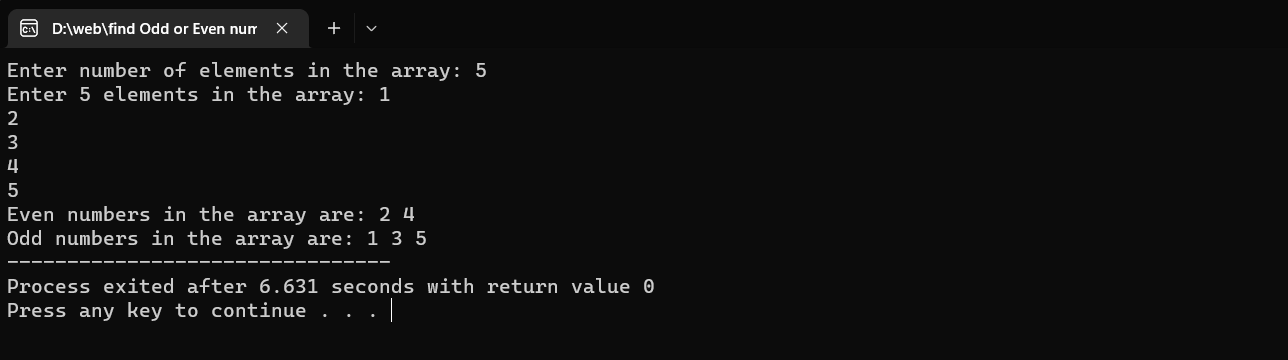 D:\web\find Odd or Even num
Enter number of elements in the array: 5
Enter 5 elements in the array: 1
2
3
4
5
Even numbers in the array are: 2 4
Odd numbers in the array are: 1 3 5
--------------------------------
Process exited after 6.631 seconds with return value 0
Press any key to continue . . .